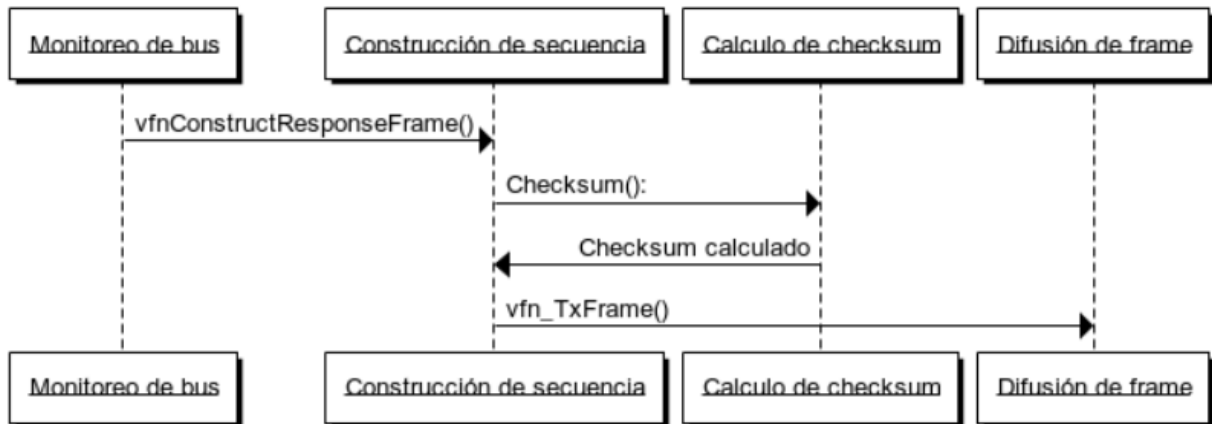 Monitoreo de bus
Construcción de secuencia
Calculo de checksum
Difusión de frame
vfnConstructResponseFrame()
Checksum():
Checksum calculado
vfn_TxFrame()
Monitoreo de bus
Construcción de secuencia
Calculo de checksum
Difusión de frame